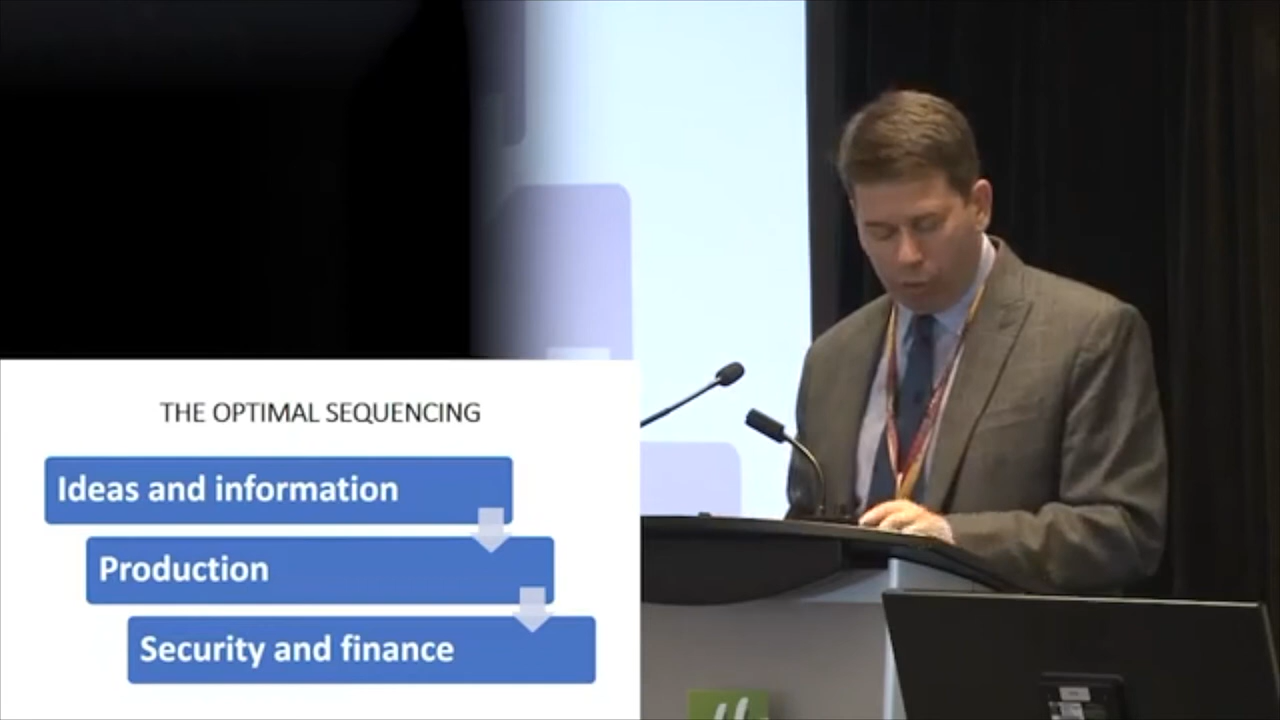 THE OPTIMAL SEQUENCING
Ideas and information
Production
Security and finance